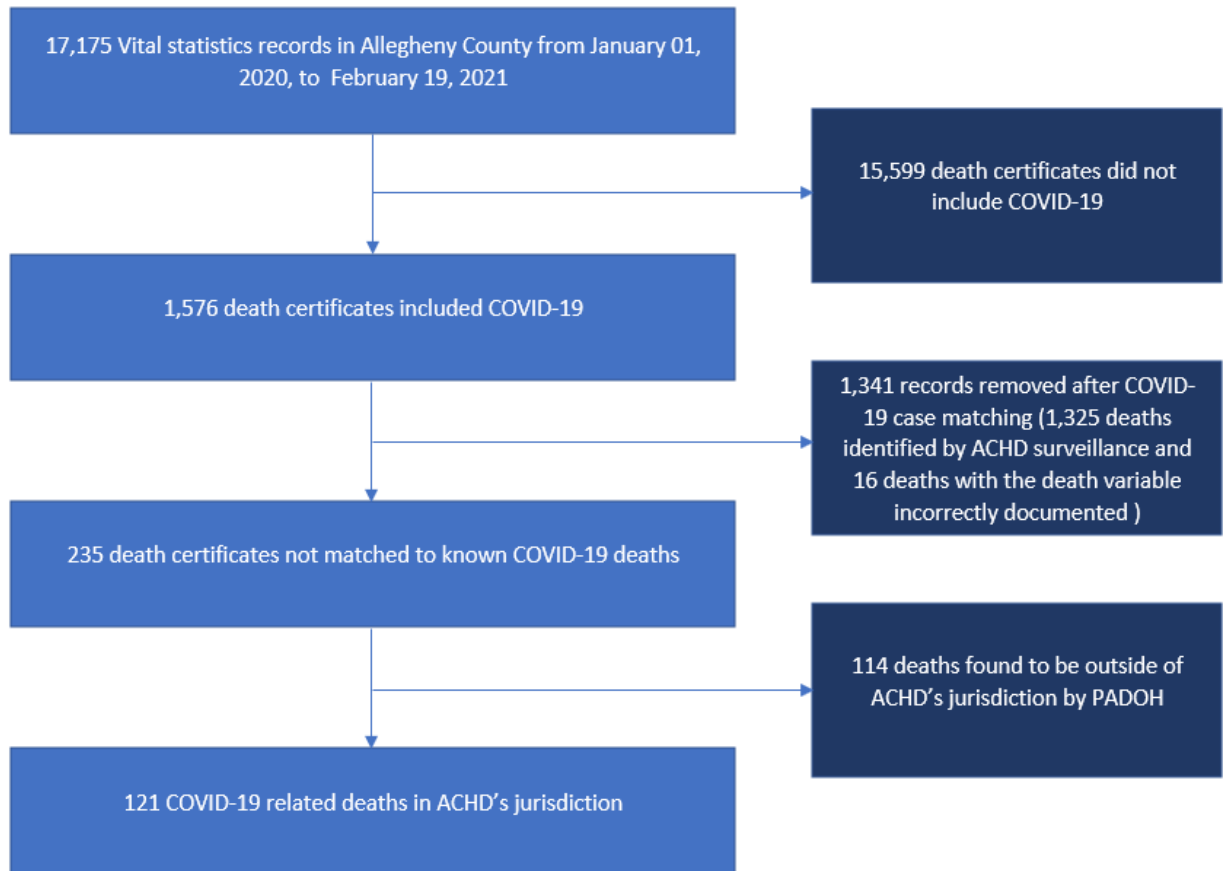 17,175 Vital statistics records in Allegheny County from January 01,
2020, to  February 19, 2021
15,599 death certificates did not
include COVID-19
1,576 death certificates included COVID-19
1,341 records removed after COVID-
19 case matching (1,325 deaths
identified by ACHD surveillance and
16 deaths with the death variable
incorrectly documented )
235 death certificates not matched to known COVID-19 deaths
114 deaths found to be outside of
ACHD’s jurisdiction by PADOH
121 COVID-19 related deaths in ACHD’s jurisdiction